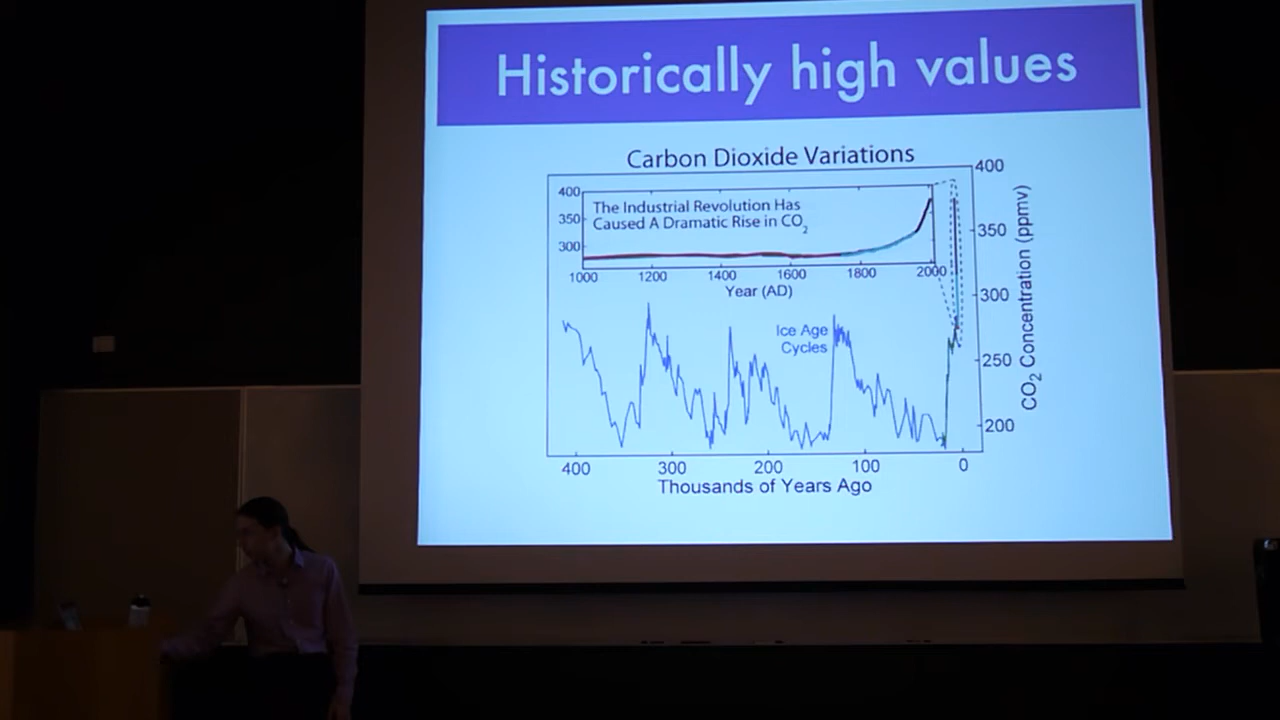 Historically high values
Carbon Dioxide Variations
400
350
300
The Industrial Revolution Has
Caused A Dramatic Rise in CO2
1000 1200 1400 1600 1800 2000
Year (AD)
Ice Age
Cycles
400
350
300
250
200
CO2 Concentration (ppmv)
400 300 200 100 0
Thousands of Years Ago